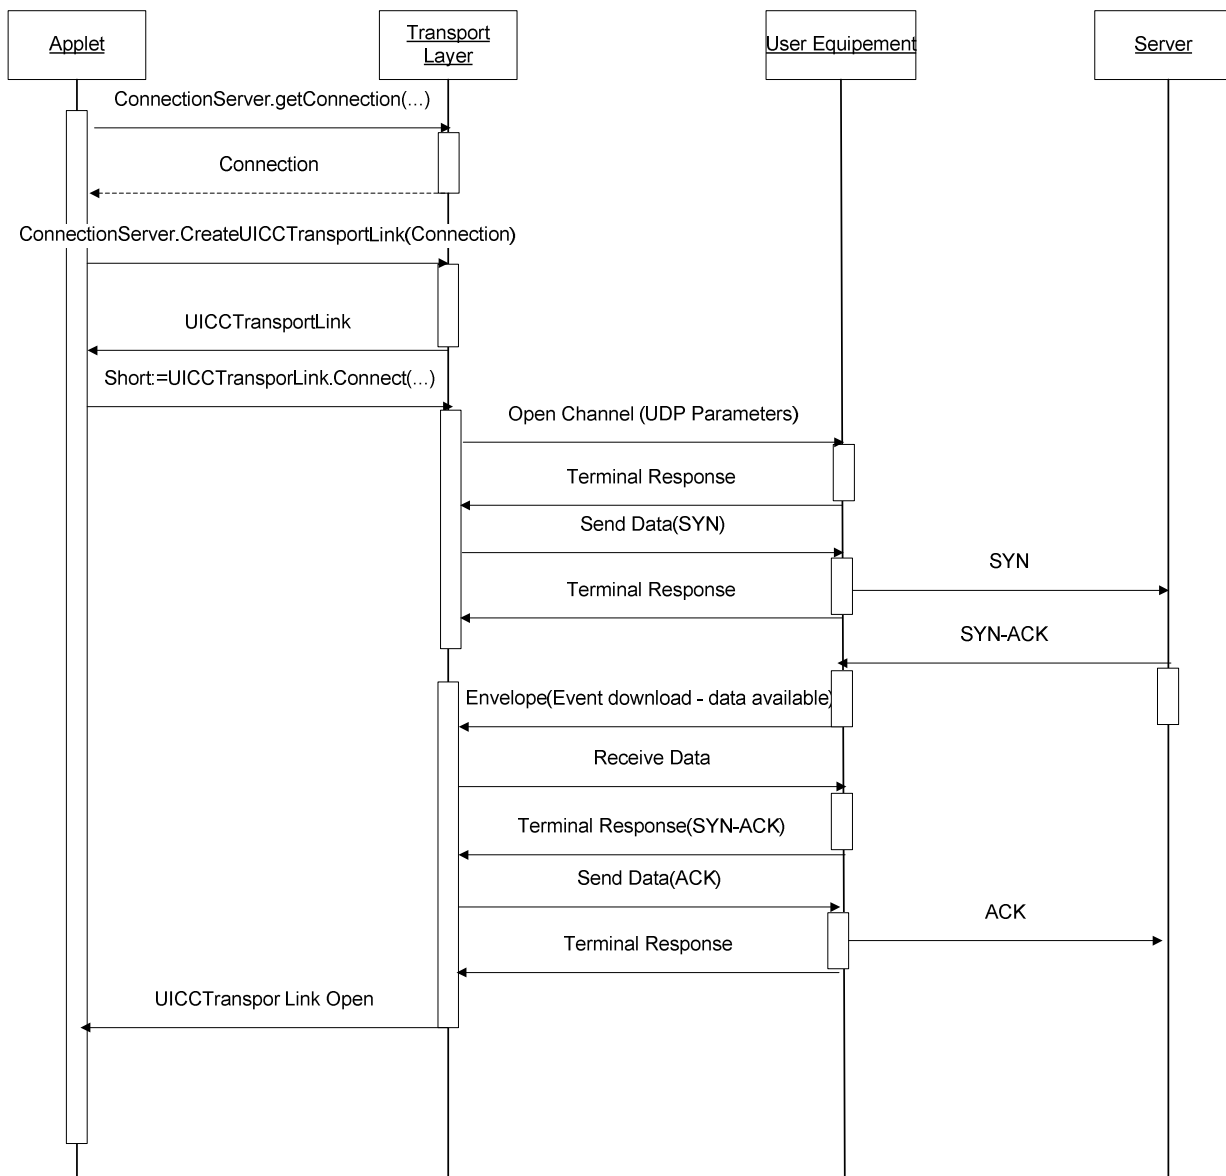 Applet
Transport
Layer
User Equipement
Server
ConnectionServer.getConnection(...)
Connection
ConnectionServer.CreateUICCTransportLink(Connection)
UICCTransportLink
Short:=UICCTransporLink.Connect(...)
Open Channel (UDP Parameters)
Terminal Response
Send Data(SYN)
SYN
Terminal Response
SYN-ACK
Envelope(Event download - data available)
Receive Data
Terminal Response(SYN-ACK)
Send Data(ACK)
ACK
Terminal Response
UICCTranspor Link Open